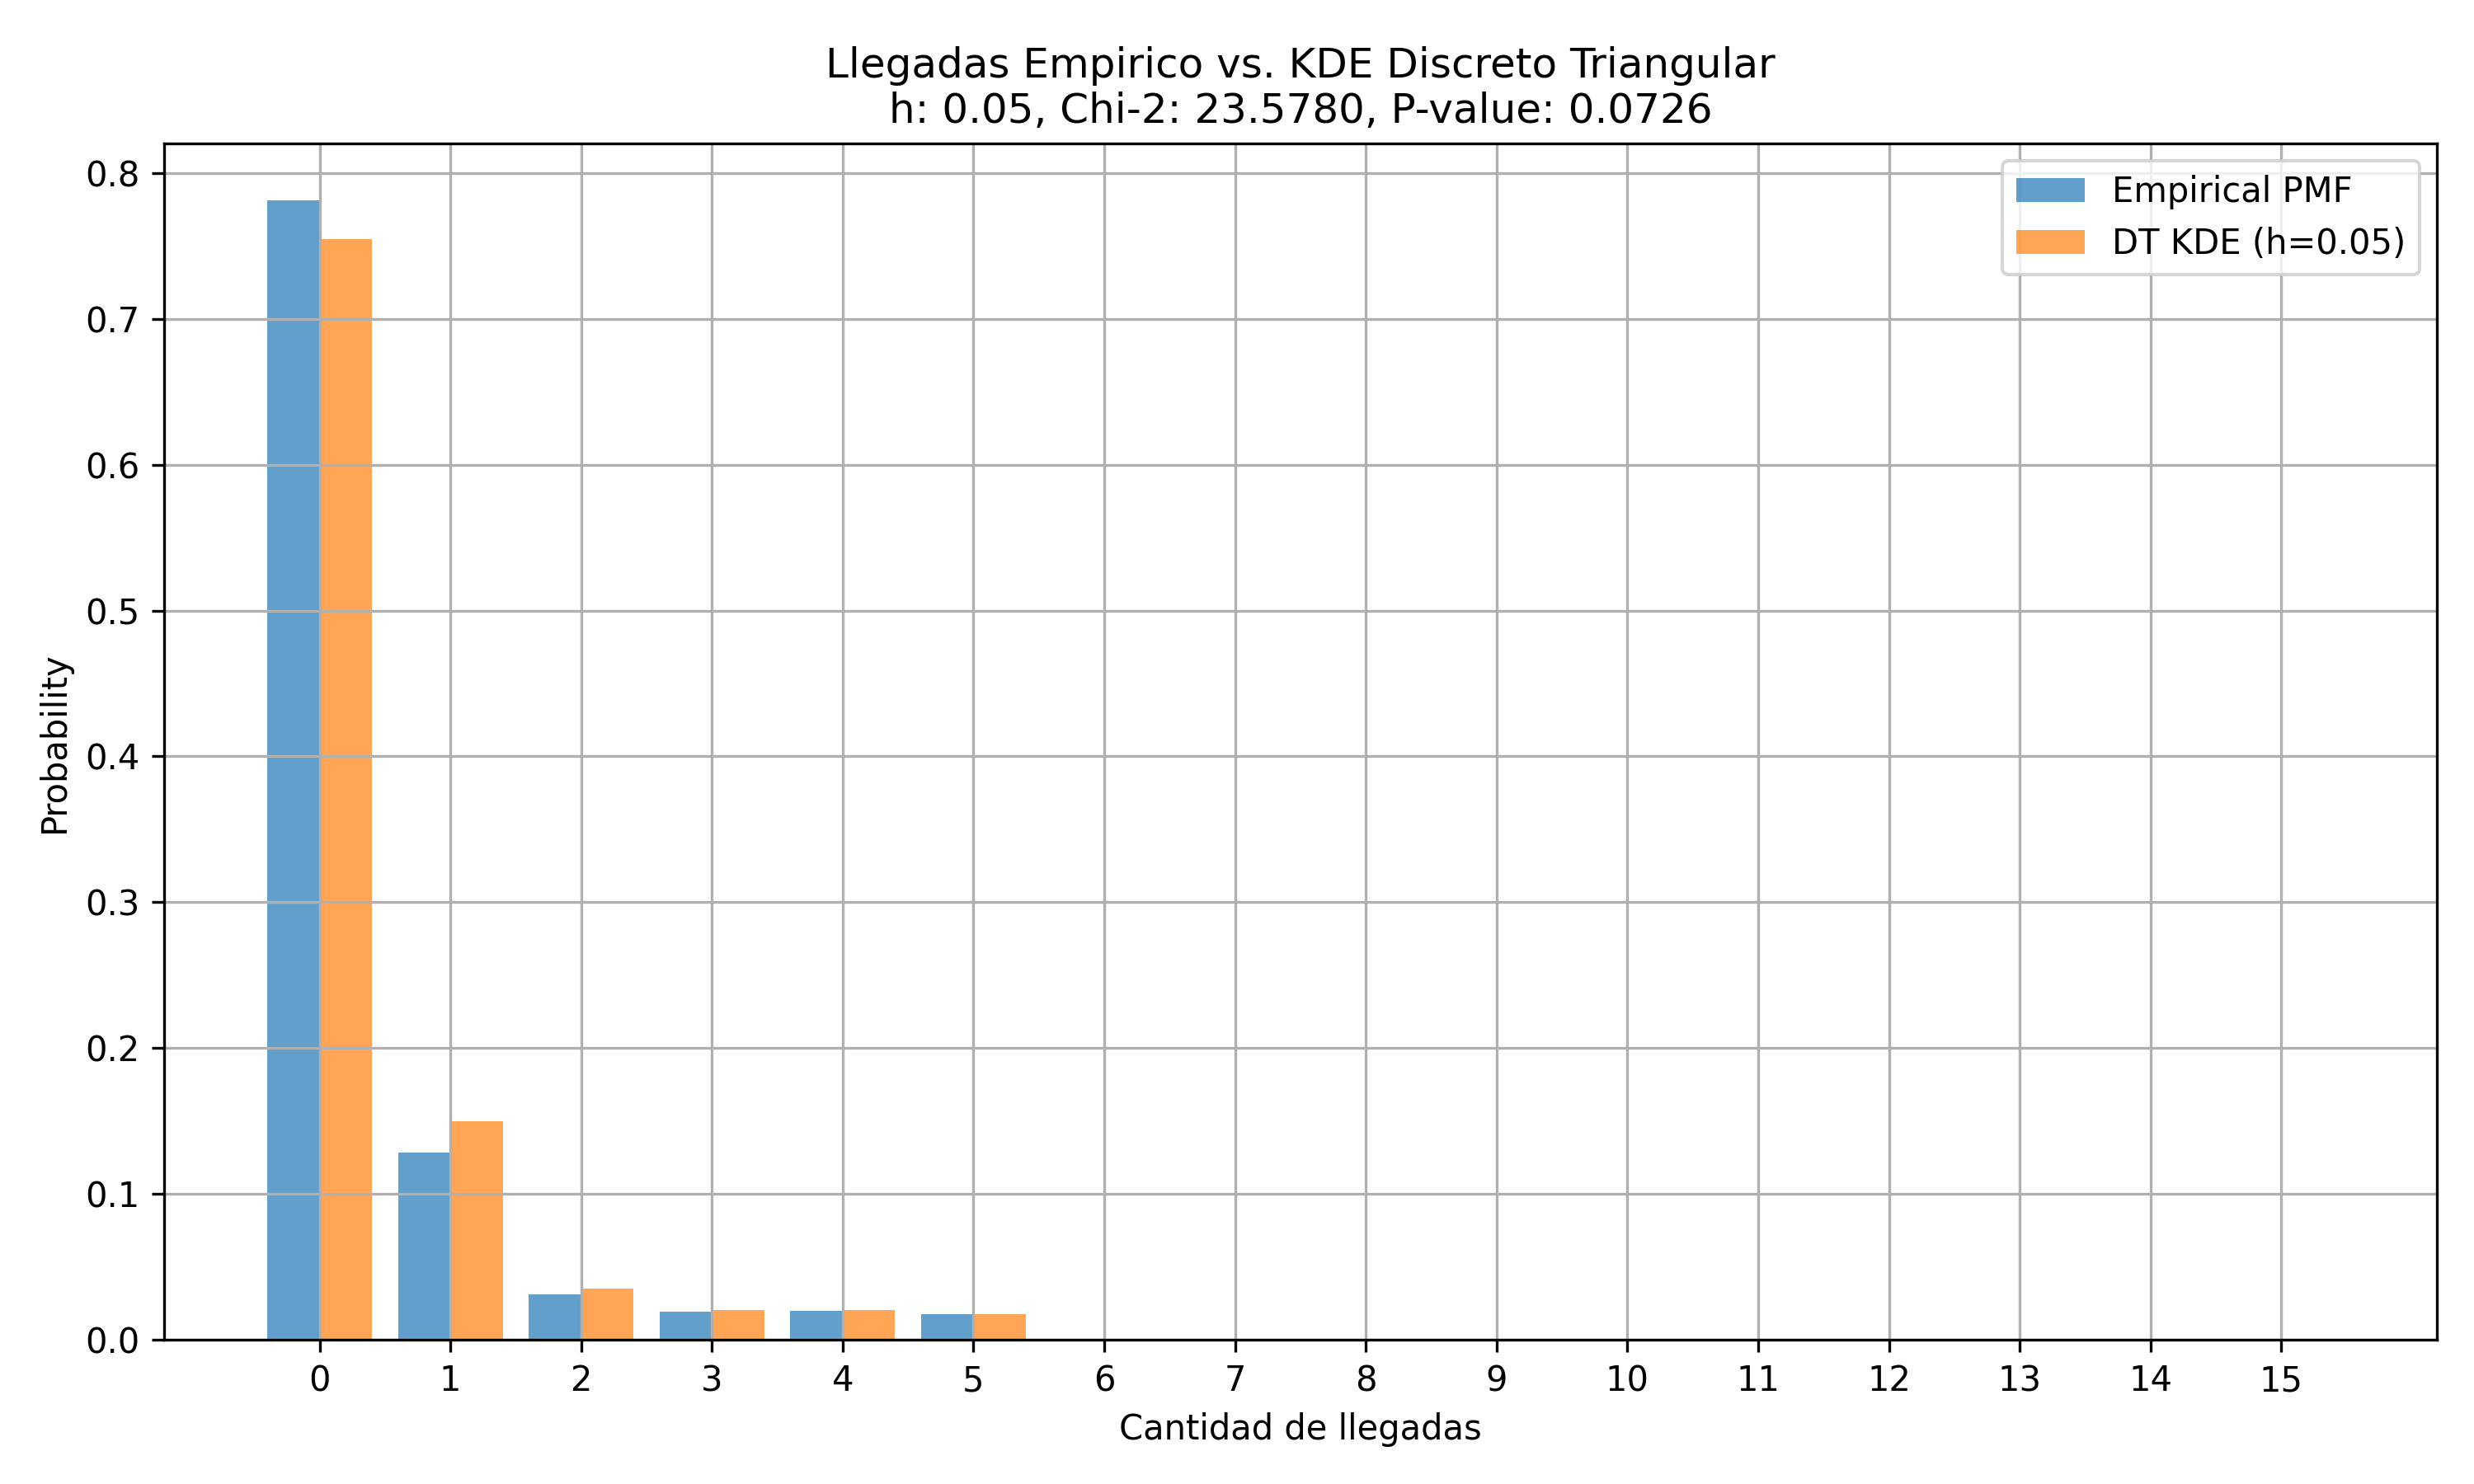 Llegadas Empirico vs. KDE Discreto Triangular
h: 0.05, Chi-2: 23.5780, P-value: 0.0726
Empirical PMF
DT KDE (h=0.05)
Probability
0.8
0.7
0.6
0.5
0.4
0.3
0.2
0.1
0.0
0 1 2 3 4 5 6 7 8 9 10 11 12 13 14 15
Cantidad de llegadas